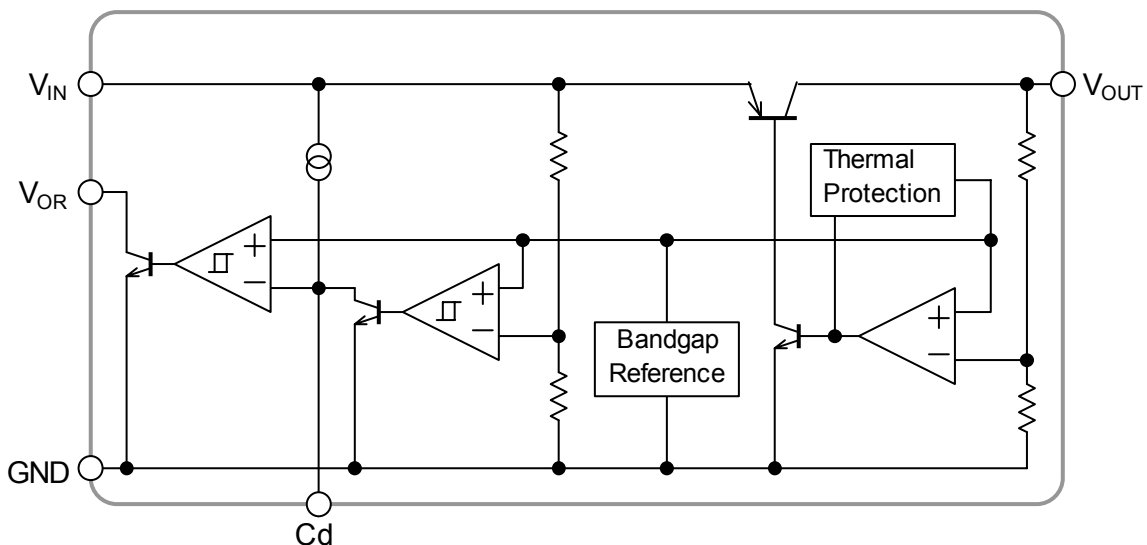 V_IN
V_OUT
Thermal
Protection
V_OR
+
−
+
−
+
−
Bandgap
Reference
GND
Cd